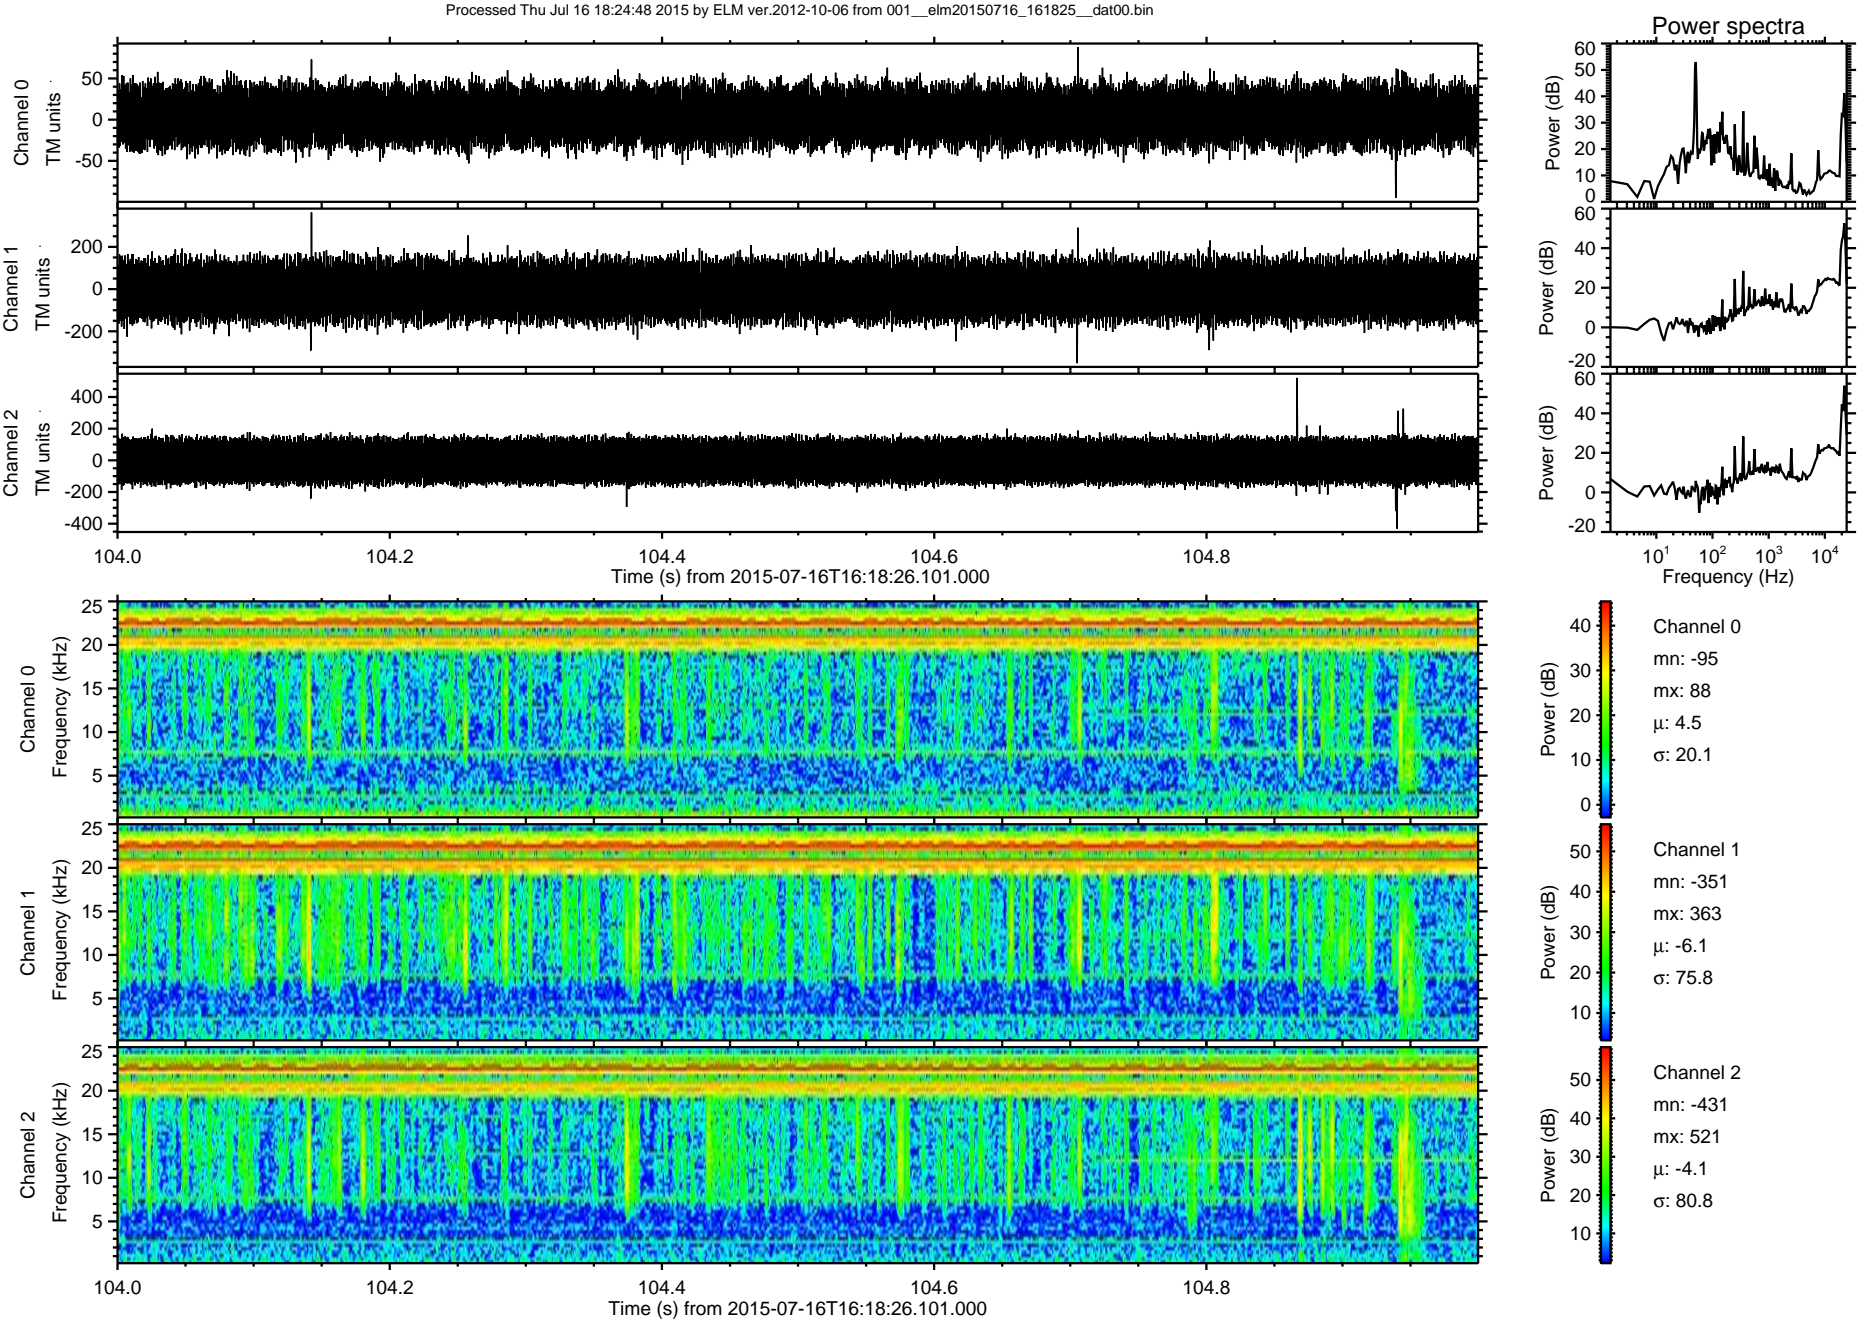 Processed Thu Jul 16 18:24:48 2015 by ELM ver.2012-10-06 from 001__elm20150716_161825__dat00.bin
Power spectra
Channel 0
TM units
50
0
-50
Power (dB)
60
50
40
30
20
10
0
Channel 1
TM units
200
0
-200
Power (dB)
60
40
20
0
-20
Channel 2
TM units
400
200
0
-200
-400
Power (dB)
60
40
20
0
-20
104.0
104.2
104.4
104.6
104.8
Time (s) from 2015-07-16T16:18:26.101.000
10^1
10^2
10^3
10^4
Frequency (Hz)
Channel 0
Frequency (kHz)
25
20
15
10
5
Power (dB)
40
30
20
10
0
Channel 0
mn: -95
mx: 88
μ: 4.5
σ: 20.1
Channel 1
Frequency (kHz)
25
20
15
10
5
Power (dB)
50
40
30
20
10
Channel 1
mn: -351
mx: 363
μ: -6.1
σ: 75.8
Channel 2
Frequency (kHz)
25
20
15
10
5
Power (dB)
50
40
30
20
10
Channel 2
mn: -431
mx: 521
μ: -4.1
σ: 80.8
104.0
104.2
104.4
104.6
104.8
Time (s) from 2015-07-16T16:18:26.101.000